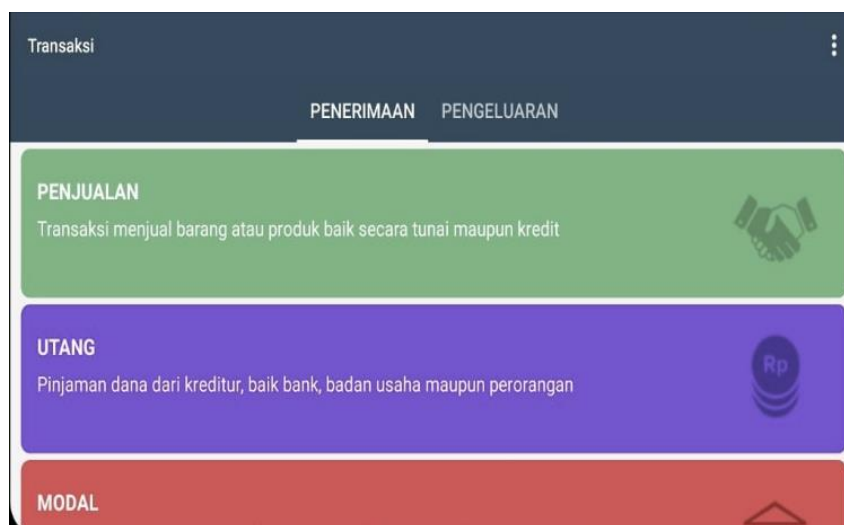 Transaksi
PENERIMAAN PENGELUARAN
PENJUALAN
Transaksi menjual barang atau produk baik secara tunai maupun kredit
UTANG
Pinjaman dana dari kreditur, baik bank, badan usaha maupun perorangan
Rp
MODAL